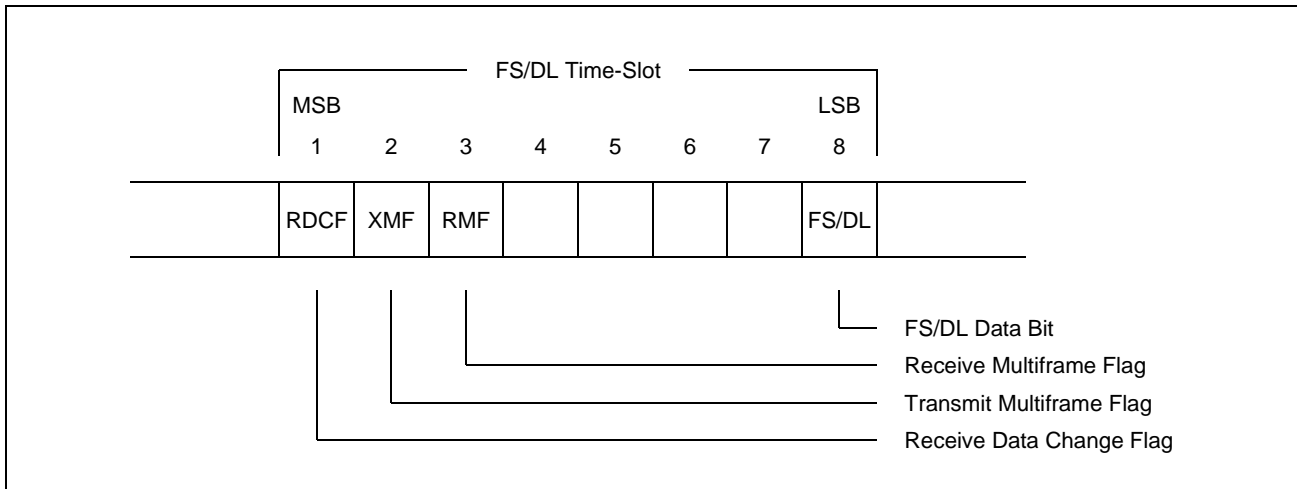 FS/DL Time-Slot
MSB LSB
1 2 3 4 5 6 7 8
RDCF XMF RMF FS/DL
FS/DL Data Bit
Receive Multiframe Flag
Transmit Multiframe Flag
Receive Data Change Flag